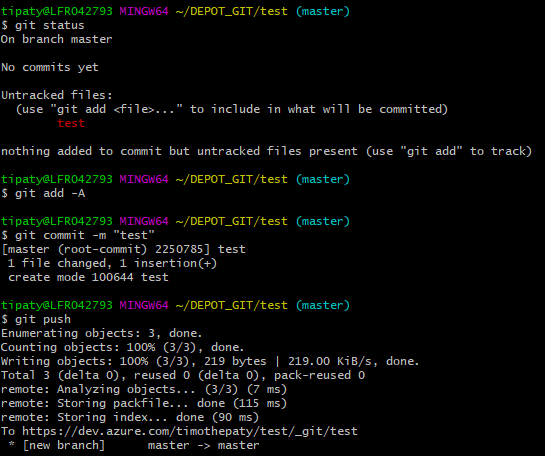 tipaty@LFR042793 MINGW64 ~/DEPOT_GIT/test (master)
$ git status
On branch master
No commits yet
Untracked files:
  (use "git add <file>..." to include in what will be committed)
        test
nothing added to commit but untracked files present (use "git add" to track)
tipaty@LFR042793 MINGW64 ~/DEPOT_GIT/test (master)
$ git add -A
tipaty@LFR042793 MINGW64 ~/DEPOT_GIT/test (master)
$ git commit -m "test"
[master (root-commit) 2250785] test
 1 file changed, 1 insertion(+)
 create mode 100644 test
tipaty@LFR042793 MINGW64 ~/DEPOT_GIT/test (master)
$ git push
Enumerating objects: 3, done.
Counting objects: 100% (3/3), done.
Writing objects: 100% (3/3), 219 bytes | 219.00 KiB/s, done.
Total 3 (delta 0), reused 0 (delta 0), pack-reused 0
remote: Analyzing objects... (3/3) (7 ms)
remote: Storing packfile... done (115 ms)
remote: Storing index... done (90 ms)
To https://dev.azure.com/timothepaty/test/_git/test
 * [new branch]      master -> master